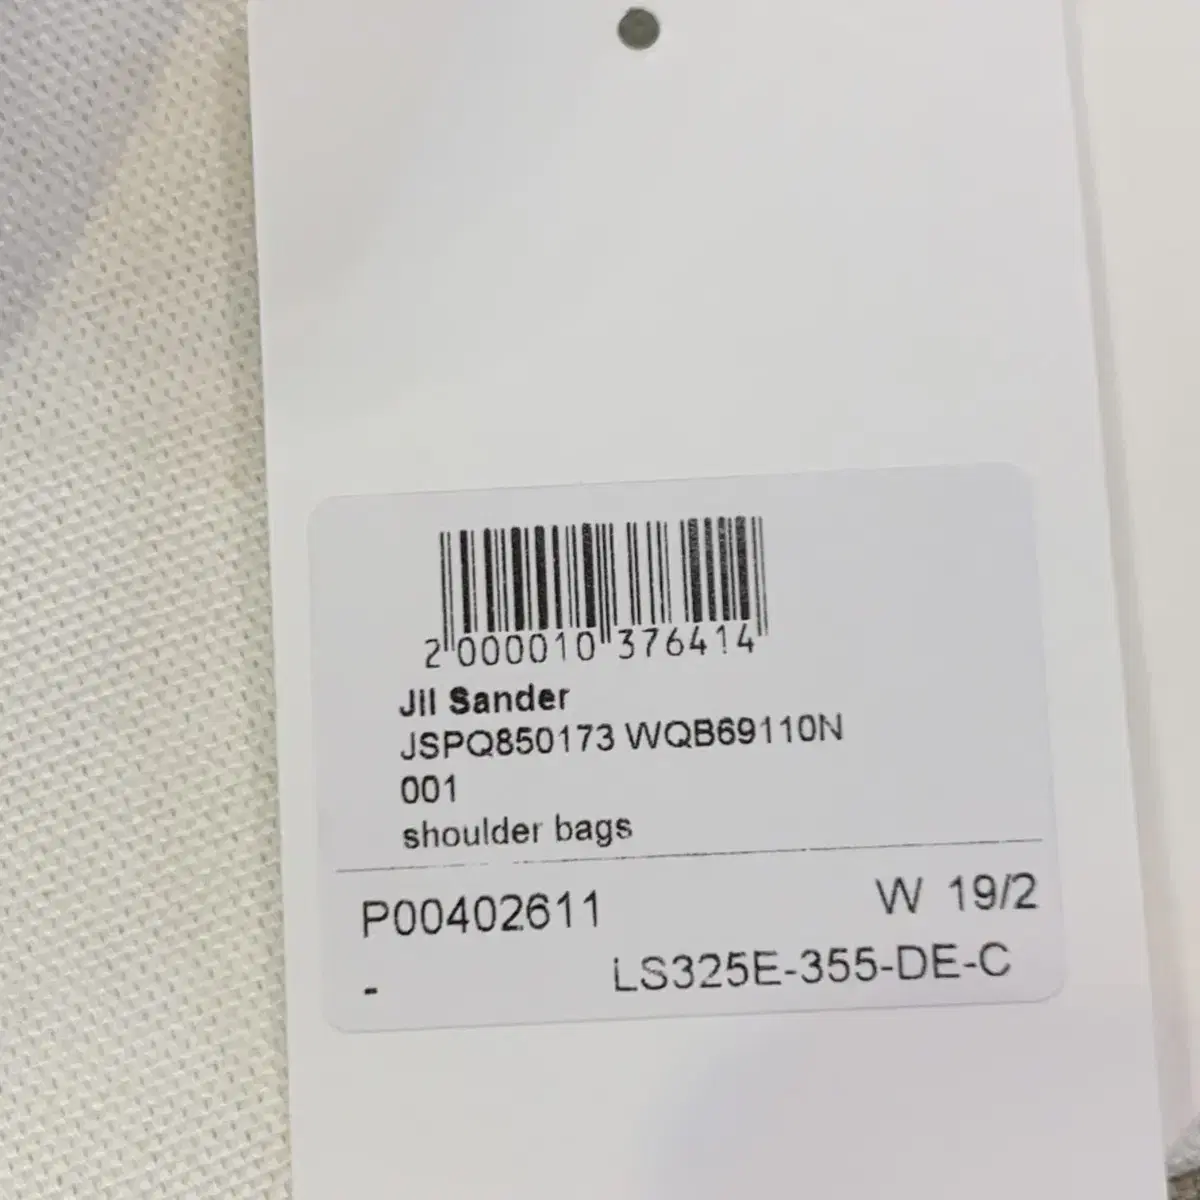 2 000010 376414
Jil Sander
JSPQ850173 WQB69110N
001
shoulder bags
P00402611 W 19/2
- LS325E-355-DE-C